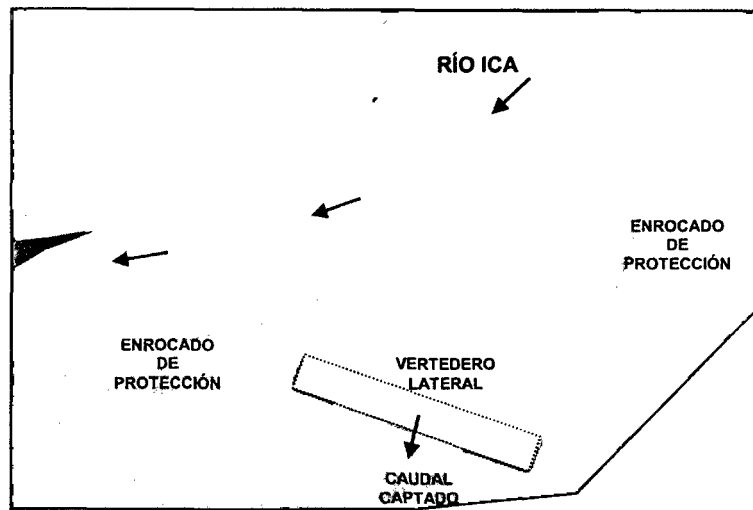 RÍO ICA
ENROCADO
DE
PROTECCIÓN
ENROCADO
DE
PROTECCIÓN
VERTEDERO
LATERAL
CAUDAL
CAPTADO